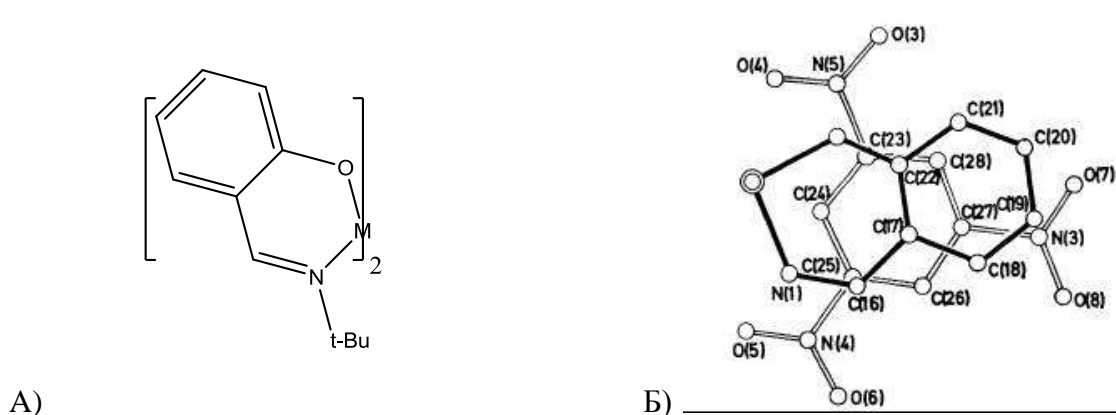 O
M
2
N
t-Bu
А)
O(3)
O(4)
N(5)
C(21)
C(23)
C(20)
C(28)
C(22)
O(7)
C(24)
C(27)
C(19)
C(17)
N(3)
C(25)
C(18)
N(1)
C(16)
C(26)
O(8)
O(5)
N(4)
O(6)
Б)